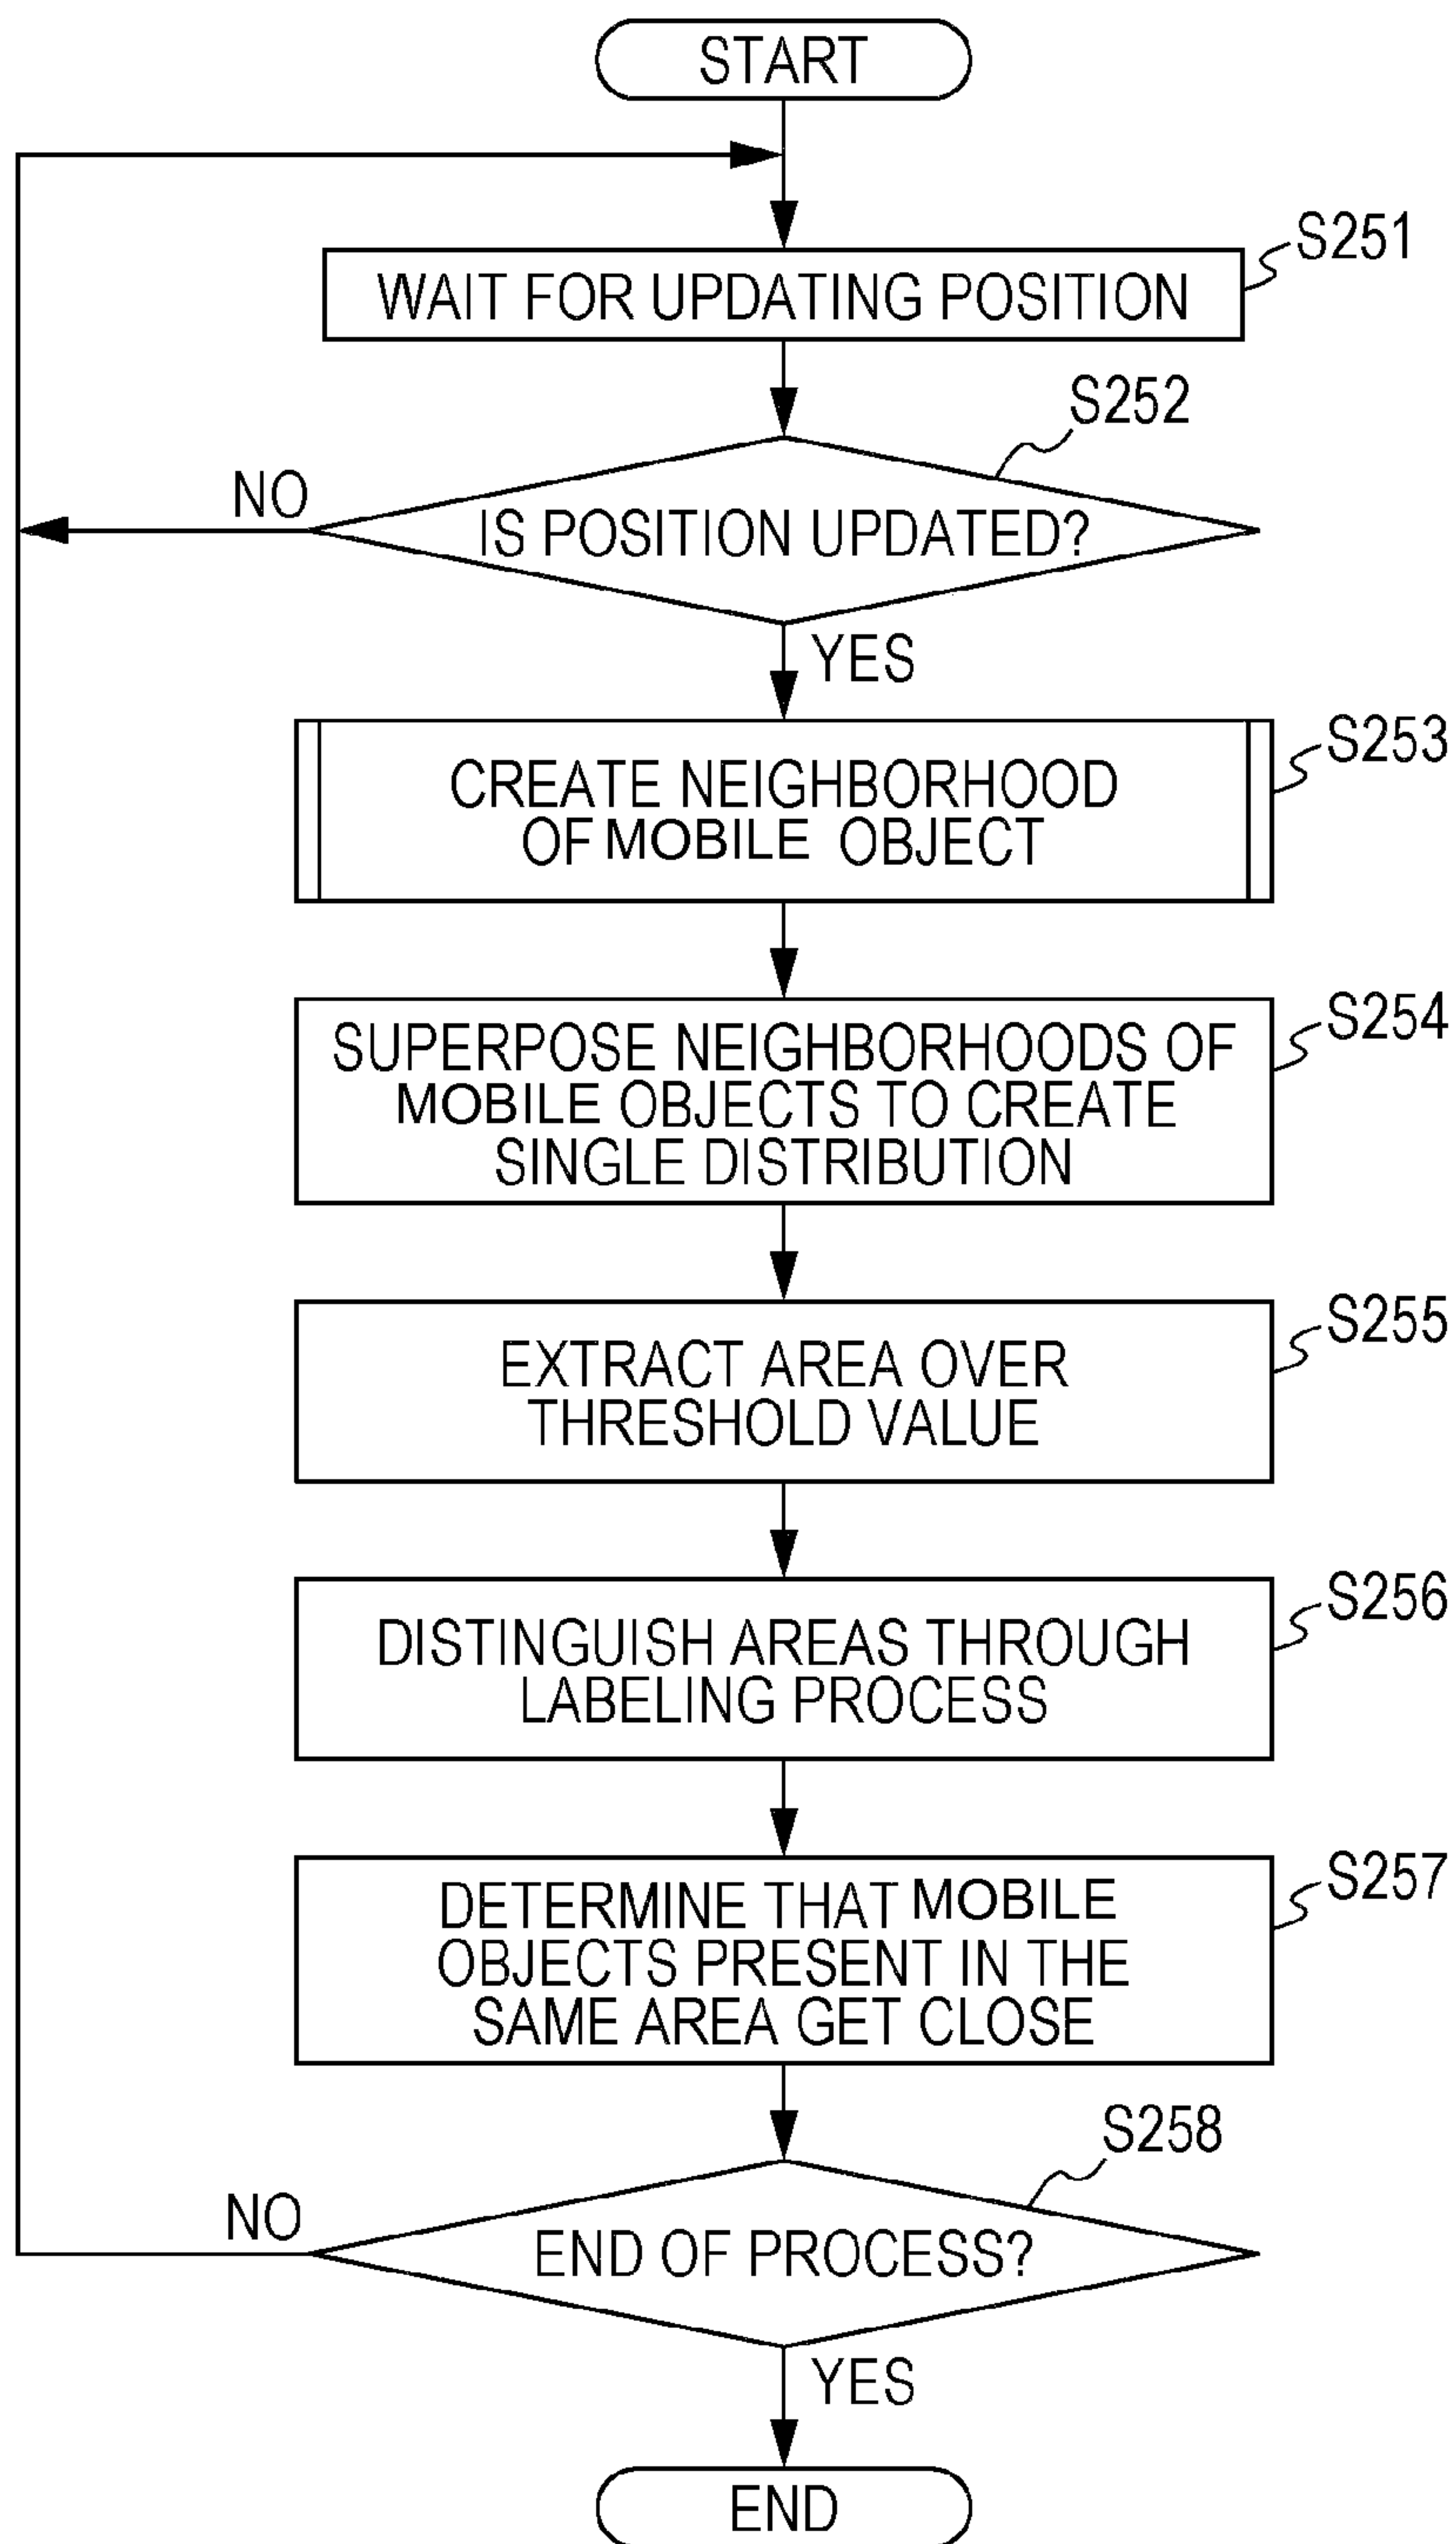 START
S251
WAIT FOR UPDATING POSITION
S252
NO
IS POSITION UPDATED?
YES
S253
CREATE NEIGHBORHOOD
OF MOBILE OBJECT
S254
SUPERPOSE NEIGHBORHOODS OF
MOBILE OBJECTS TO CREATE
SINGLE DISTRIBUTION
S255
EXTRACT AREA OVER
THRESHOLD VALUE
S256
DISTINGUISH AREAS THROUGH
LABELING PROCESS
S257
DETERMINE THAT MOBILE
OBJECTS PRESENT IN THE
SAME AREA GET CLOSE
S258
NO
END OF PROCESS?
YES
END